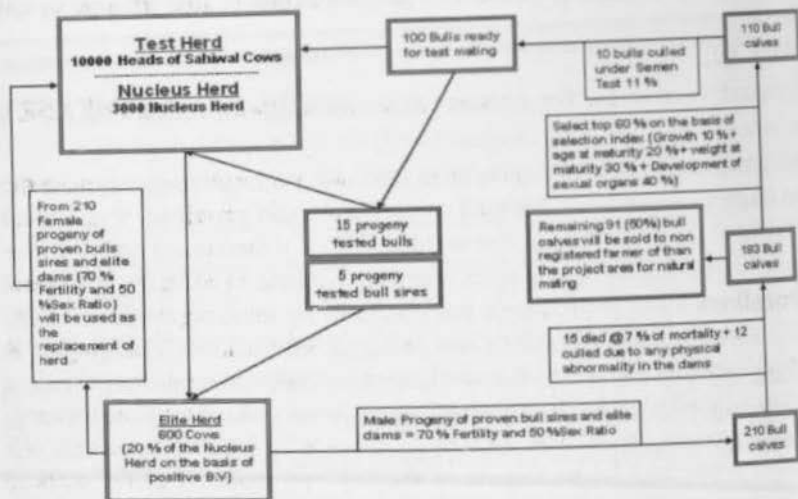 Test Herd
10000 Heads of Sahiwal Cows
Nucleus Herd
3000 Nucleus Herd
100 Bulls ready
for test mating
110 Bull
calves
10 bulls culled
under Semen
Test 11 %
Select top 60 % on the basis of
selection index (Growth 10 % +
age at maturity 20 % + weight at
maturity 30 % + Development of
sexual organs 40 %)
From 210
Female
progeny of
proven bulls
sires and elite
dams (70 %
Fertility and 50
%Sex Ratio)
will be used as
the
replacement of
herd
15 progeny
tested bulls
5 progeny
tested bull sires
Remaining 91 (50%) bull
calves will be sold to non
registered farmer of than
the project area for natural
mating
183 Bull
calves
15 died @ 7 % of mortality + 12
culled due to any physical
abnormality in the dams
Elite Herd
600 Cows
(20 % of the Nucleus
Herd on the basis of
positive B.V)
Male Progeny of proven bull sires and elite
dams = 70 % Fertility and 50 %Sex Ratio
210 Bull
calves